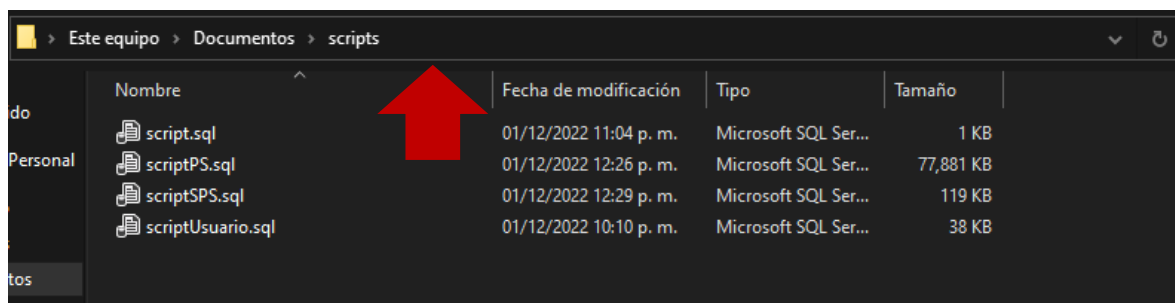 Este equipo > Documentos > scripts
Nombre Fecha de modificación Tipo Tamaño
ido
script.sql 01/12/2022 11:04 p. m. Microsoft SQL Ser... 1 KB
Personal scriptPS.sql 01/12/2022 12:26 p. m. Microsoft SQL Ser... 77,881 KB
scriptSPS.sql 01/12/2022 12:29 p. m. Microsoft SQL Ser... 119 KB
scriptUsuario.sql 01/12/2022 10:10 p. m. Microsoft SQL Ser... 38 KB
tos